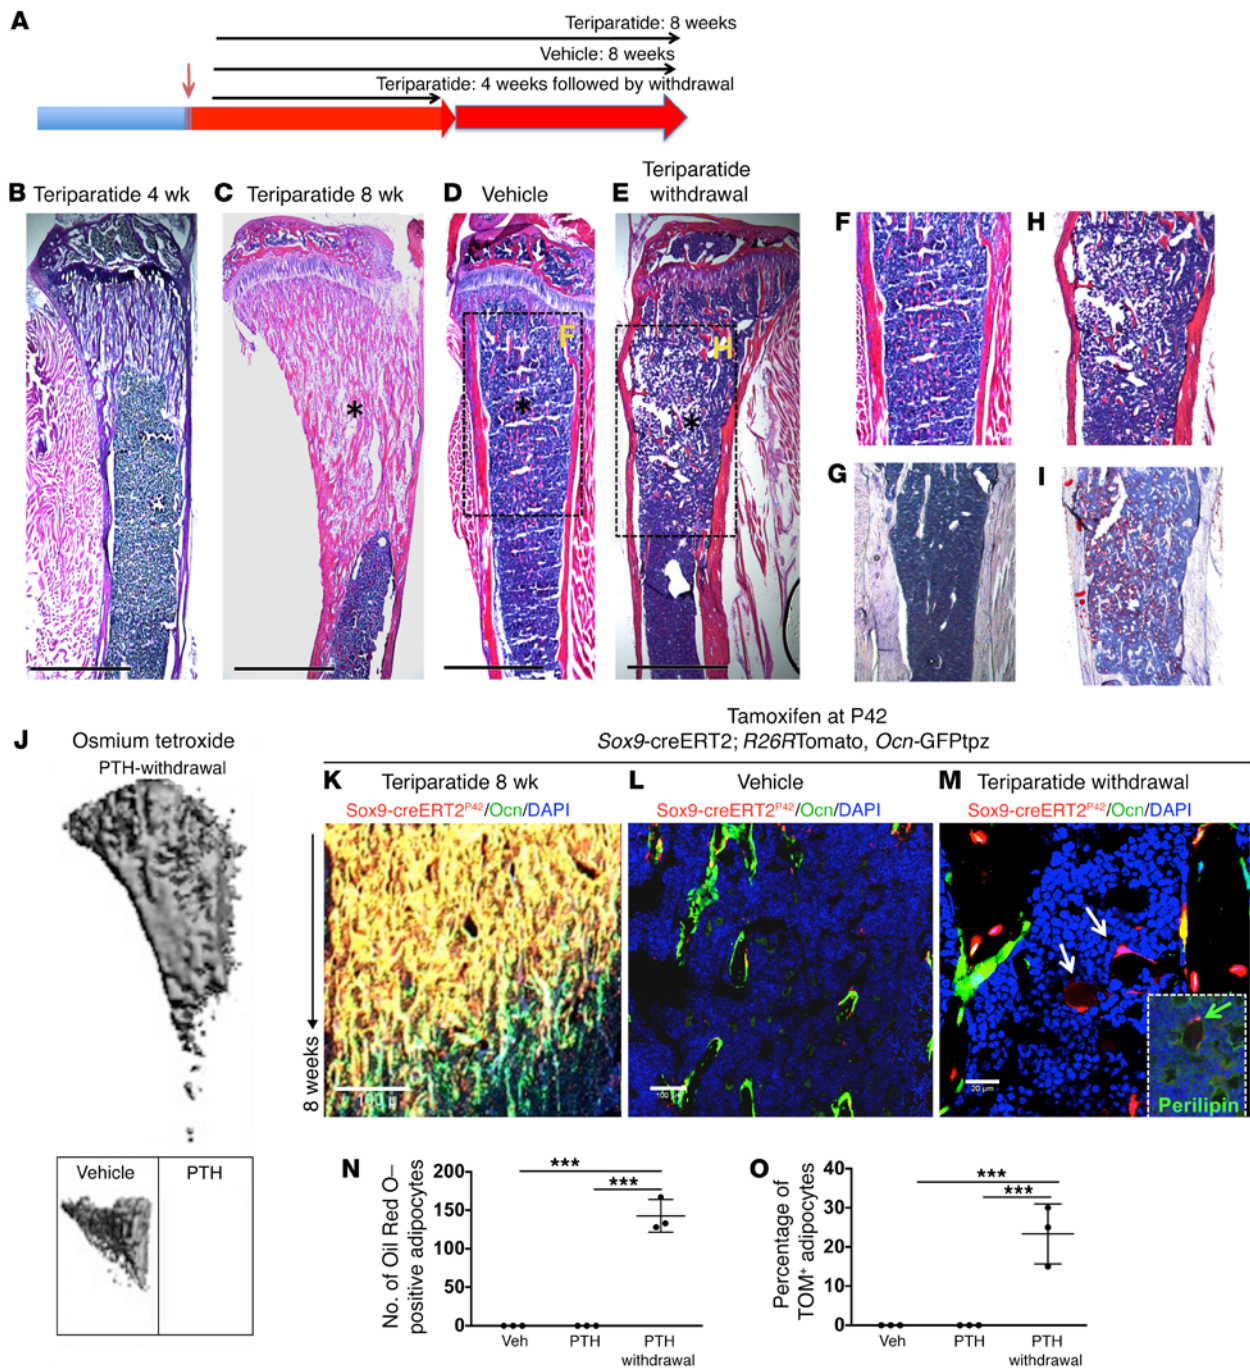 A
Teriparatide: 8 weeks
Vehicle: 8 weeks
Teriparatide: 4 weeks followed by withdrawal
B Teriparatide 4 wk
C Teriparatide 8 wk
D Vehicle
E Teriparatide
withdrawal
F
H
*
*
*
F
H
G
I
J Osmium tetroxide
PTH-withdrawal
Vehicle
PTH
Tamoxifen at P42
Sox9-creERT2; R26RTomato, Ocn-GFPtpz
K Teriparatide 8 wk
Sox9-creERT2P42/Ocn/DAPI
L Vehicle
Sox9-creERT2P42/Ocn/DAPI
M Teriparatide withdrawal
Sox9-creERT2P42/Ocn/DAPI
8 weeks
100 µ
100 µm
20 µm
Perilipin
N
No. of Oil Red O–
positive adipocytes
200
150
100
50
0
***
***
Veh
PTH
PTH
withdrawal
O
Percentage of
TOM+ adipocytes
40
30
20
10
0
***
***
Veh
PTH
PTH
withdrawal